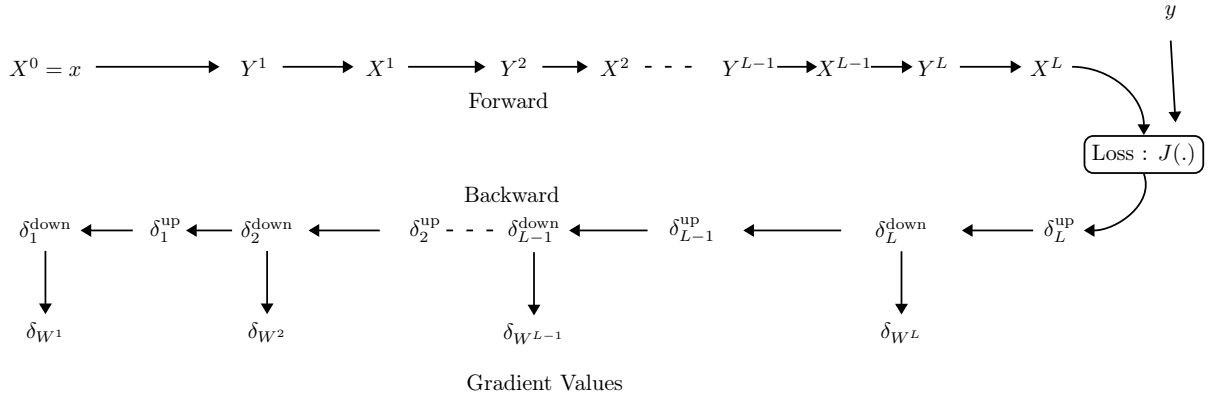 y
X^0 = x Y^1 X^1 Y^2 X^2 Y^{L-1} X^{L-1} Y^L X^L
Forward
Loss : J(.)
Backward
δ_1^{down} δ_1^{up} δ_2^{down} δ_2^{up} δ_{L-1}^{down} δ_{L-1}^{up} δ_L^{down} δ_L^{up}
δ_{W^1} δ_{W^2} δ_{W^{L-1}} δ_{W^L}
Gradient Values